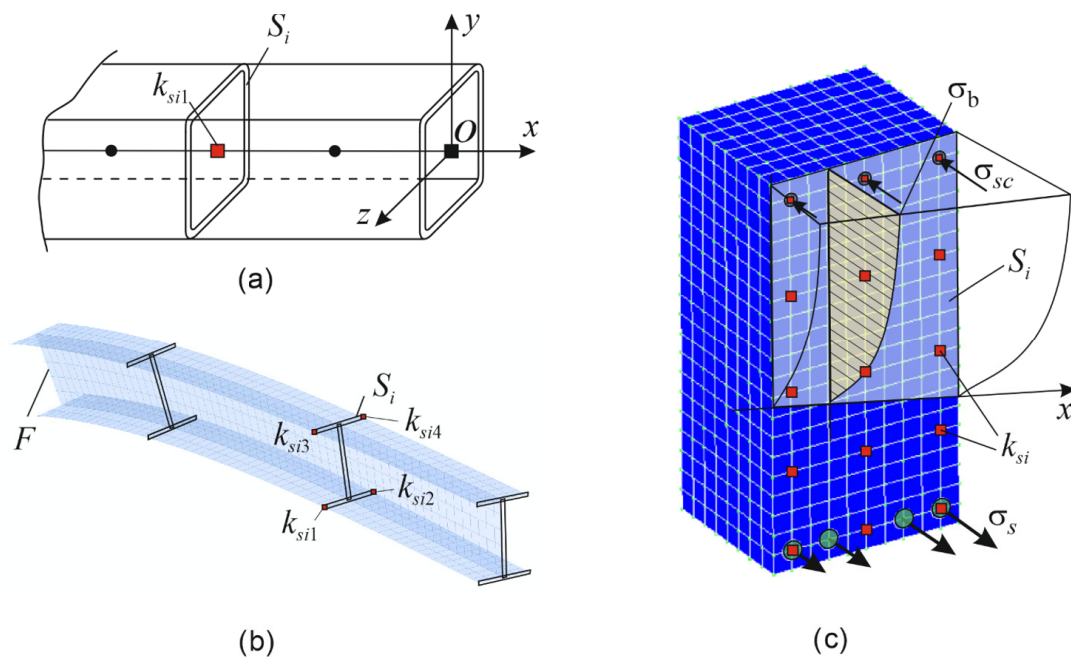 y
S_i
k_si1
O
x
z
(a)
F
S_i
k_si4
k_si3
k_si2
k_si1
(b)
σ_b
σ_sc
S_i
x
k_si
σ_s
(c)